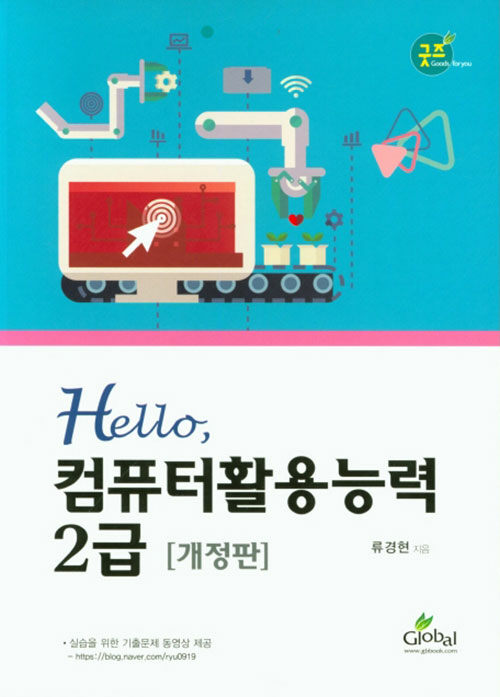 굿즈
Goods for you
Hello,
컴퓨터활용능력
2급 [개정판]
류경현 지음
• 실습을 위한 기출문제 동영상 제공
- https://blog.naver.com/ryu0919
Global
www.gbbook.com